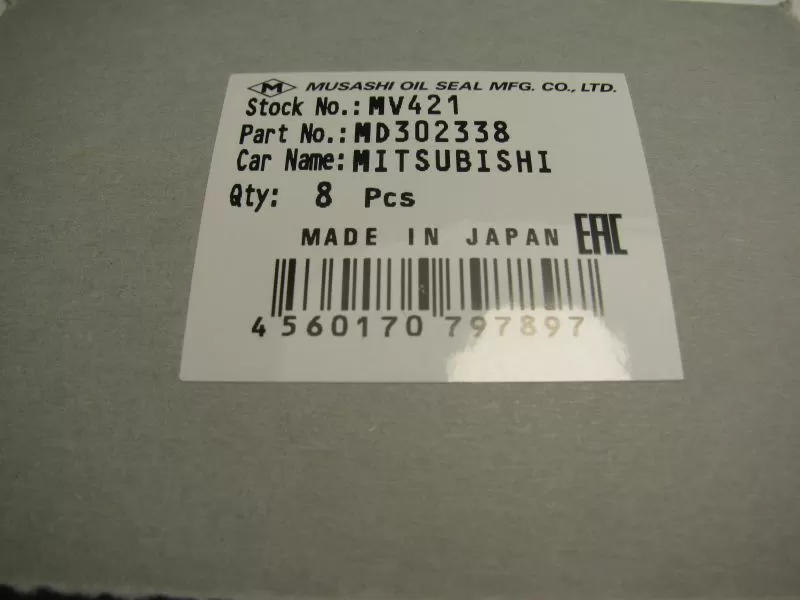 M MUSASHI OIL SEAL MFG. CO., LTD.
Stock No.: MV421
Part No.: MD302338
Car Name: MITSUBISHI
Qty: 8 Pcs
MADE IN JAPAN EAC
4 560170 797897